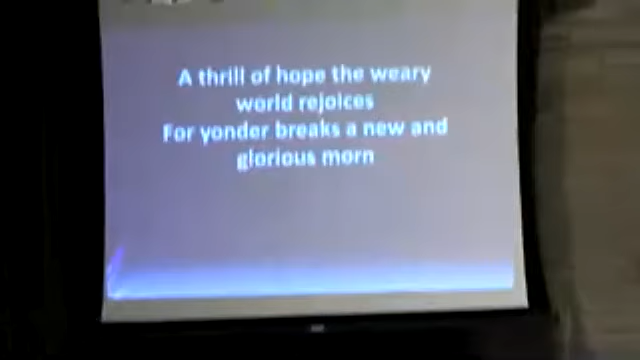 A thrill of hope the weary
world rejoices
For yonder breaks a new and
glorious morn